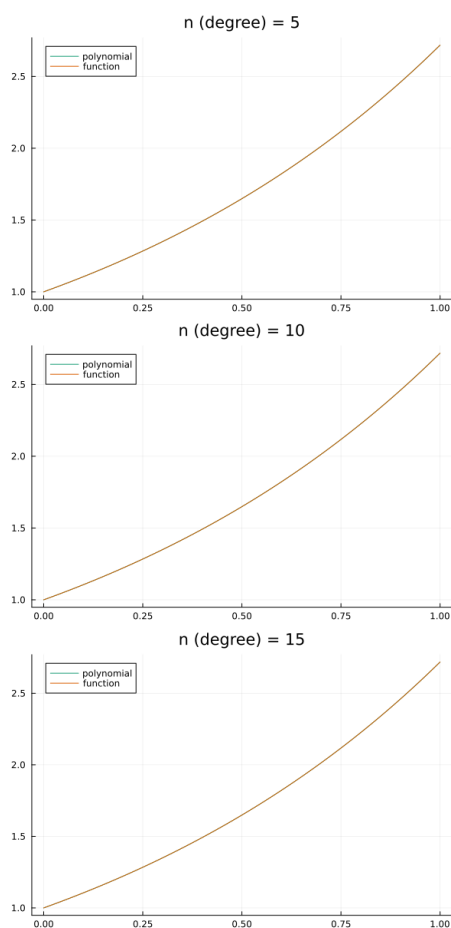 n (degree) = 5
polynomial
function
2.5
2.0
1.5
1.0
0.00 0.25 0.50 0.75 1.00
n (degree) = 10
polynomial
function
2.5
2.0
1.5
1.0
0.00 0.25 0.50 0.75 1.00
n (degree) = 15
polynomial
function
2.5
2.0
1.5
1.0
0.00 0.25 0.50 0.75 1.00